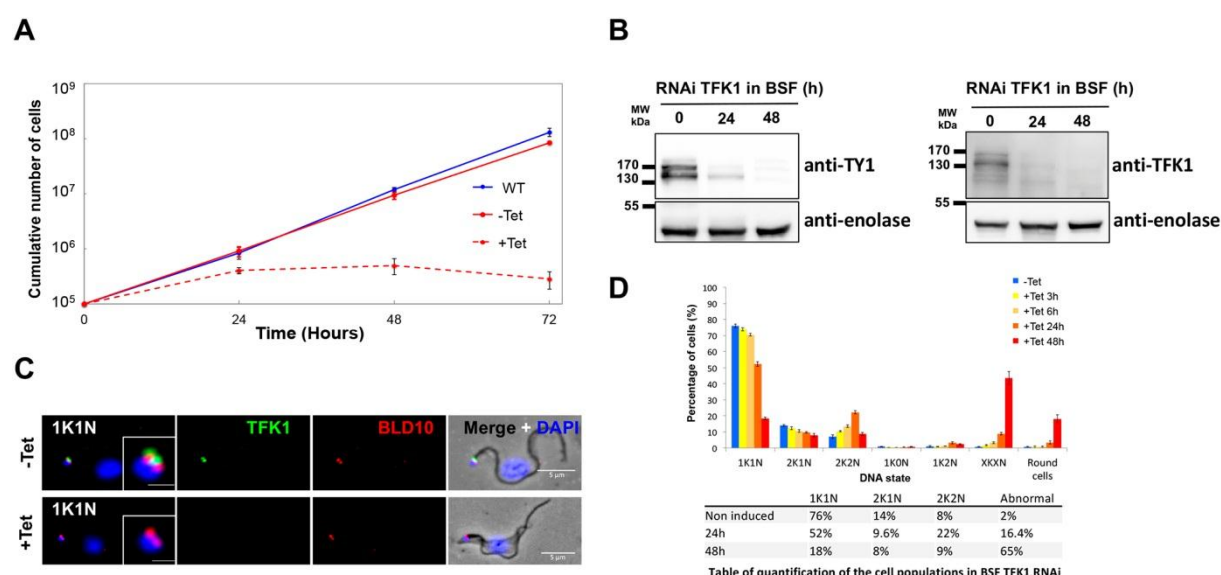 A
Cumulative number of cells
10⁹
10⁸
10⁷
10⁶
10⁵
0
24
48
72
Time (Hours)
WT
-Tet
+Tet
B
RNAi TFK1 in BSF (h)
MW
kDa
0 24 48
170
130
55
anti-TY1
anti-enolase
RNAi TFK1 in BSF (h)
MW
kDa
0 24 48
170
130
55
anti-TFK1
anti-enolase
C
-Tet
1K1N
TFK1
BLD10
Merge + DAPI
5 µm
+Tet
1K1N
5 µm
D
Percentage of cells (%)
100
90
80
70
60
50
40
30
20
10
0
-Tet
+Tet 3h
+Tet 6h
+Tet 24h
+Tet 48h
1K1N 2K1N 2K2N 1K0N 1K2N XKXN Round cells
DNA state
1K1N 2K1N 2K2N Abnormal
Non induced 76% 14% 8% 2%
24h 52% 9.6% 22% 16.4%
48h 18% 8% 9% 65%
Table of quantification of the cell populations in BSF TFK1 RNAi